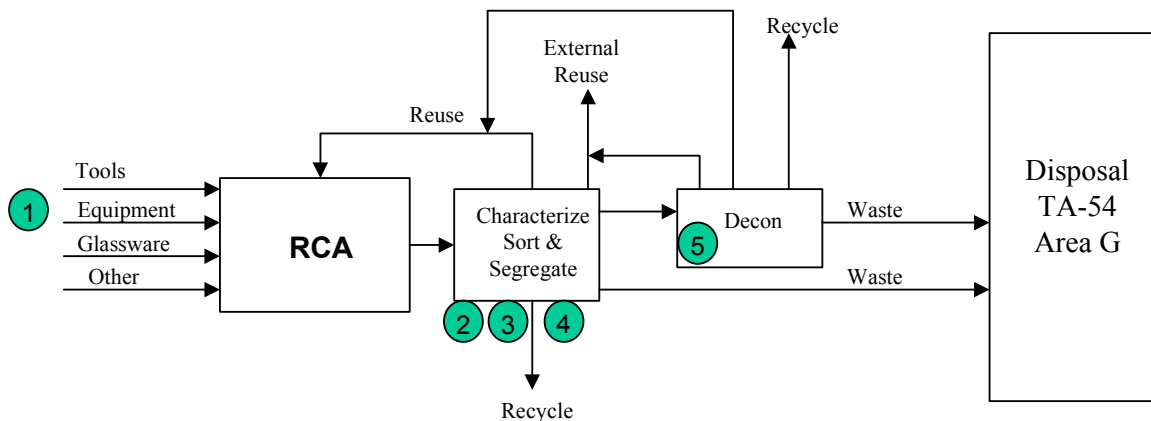 Recycle
External
Reuse
Reuse
Tools
1
Equipment
Glassware
Other
RCA
Characterize
Sort &
Segregate
2 3 4
Recycle
Decon
5
Waste
Waste
Disposal
TA-54
Area G